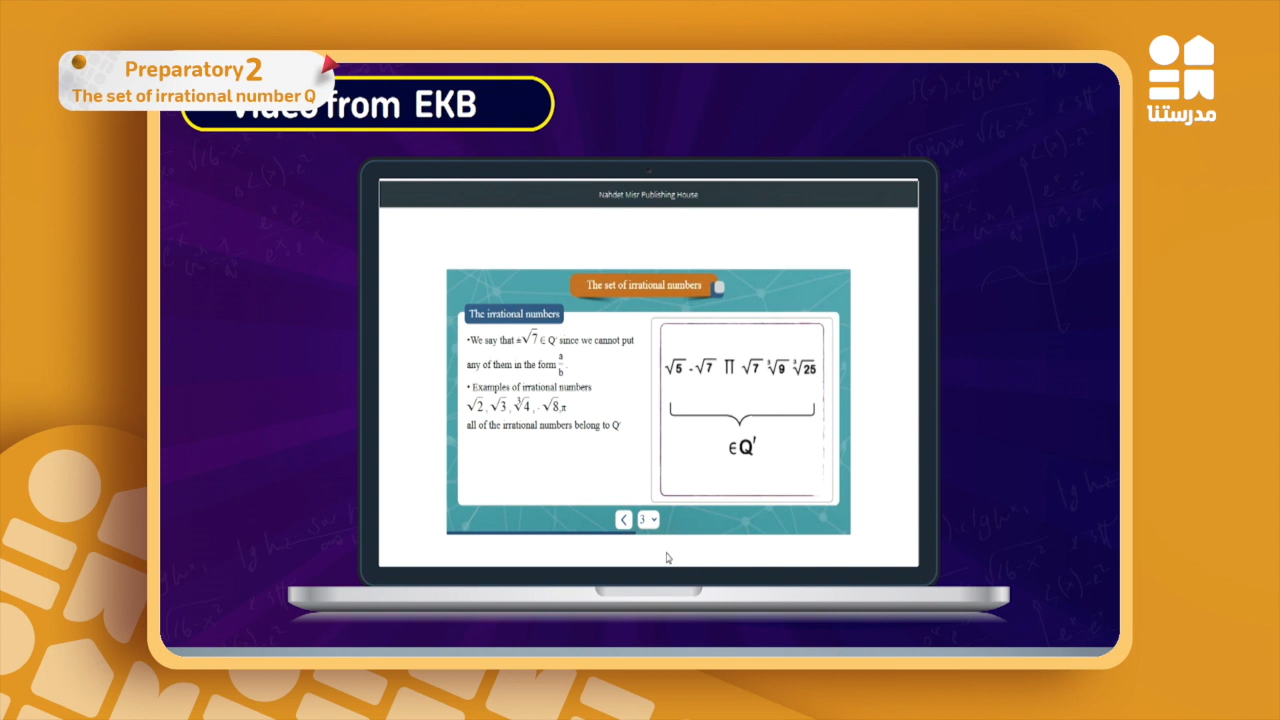 Preparatory 2
The set of irrational number Q
Video from EKB
مدرستنا
Nahdet Misr Publishing House
The set of irrational numbers
The irrational numbers
•We say that ±√7 ∈ Q' since we cannot put
any of them in the form a/b .
• Examples of irrational numbers
√2 , √3 , ∛4 , - √8,π
all of the irrational numbers belong to Q'
√5 -√7 ∏ √7 ∛9 ∛25
∈Q'
3